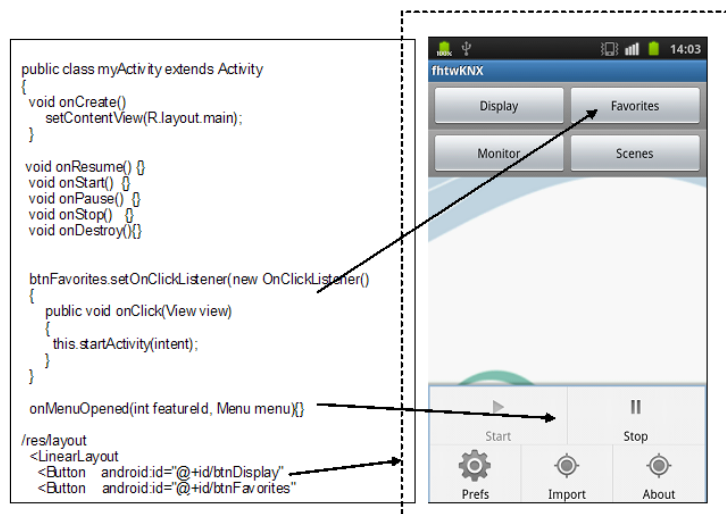 public class myActivity extends Activity
{
void onCreate()
setContentView(R.layout.main);
}
void onResume() {}
void onStart() {}
void onPause() {}
void onStop() {}
void onDestroy(){}
btnFavorites.setOnClickListener(new OnClickListener()
{
public void onClick(View view)
{
this.startActivity(intent);
}
}
onMenuOpened(int featureId, Menu menu){}
/res/layout
<LinearLayout
<Button android:id="@+id/btnDisplay"
<Button android:id="@+id/btnFavorites"
100%
14:03
fhtwKNX
Display Favorites
Monitor Scenes
Start Stop
Prefs Import About